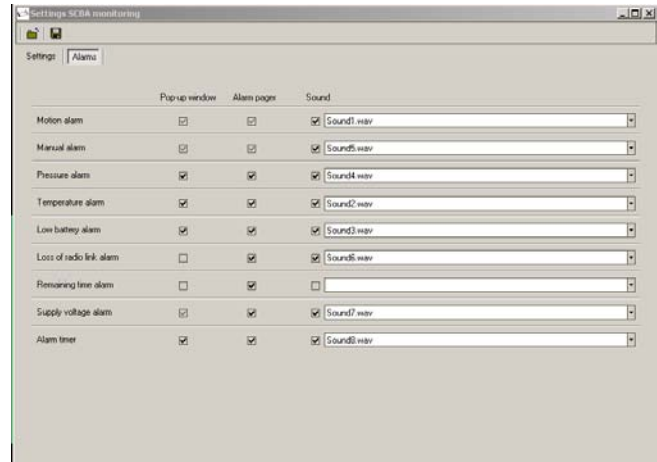 Settings SCBA monitoring
Settings Alarms
Pop-up window Alarm pager Sound
Motion alarm Sound1.wav
Manual alarm Sound5.wav
Pressure alarm Sound4.wav
Temperature alarm Sound2.wav
Low battery alarm Sound3.wav
Loss of radio link alarm Sound6.wav
Remaining time alarm
Supply voltage alarm Sound7.wav
Alarm timer Sound8.wav